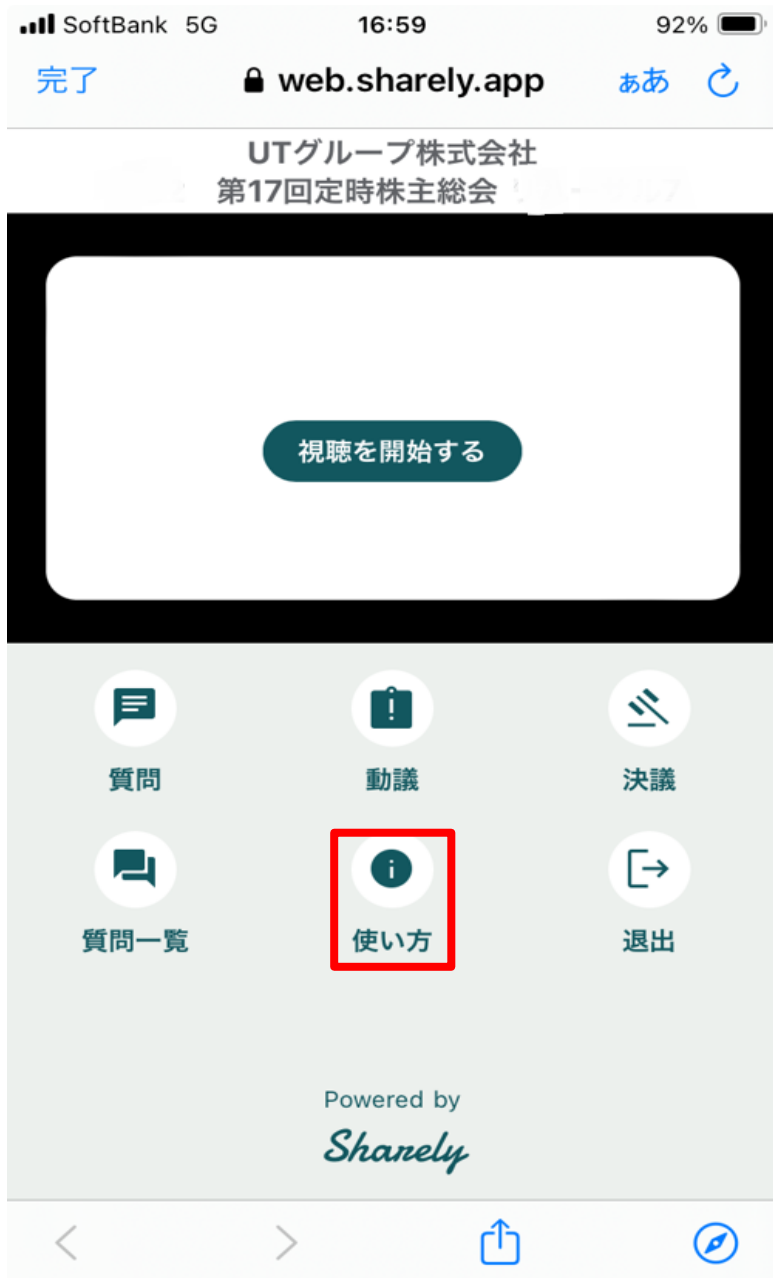 SoftBank 5G 16:59 92%
完了 web.sharely.app ぁあ
UTグループ株式会社
第17回定時株主総会
視聴を開始する
質問 動議 決議
質問一覧 使い方 退出
Powered by
Sharely